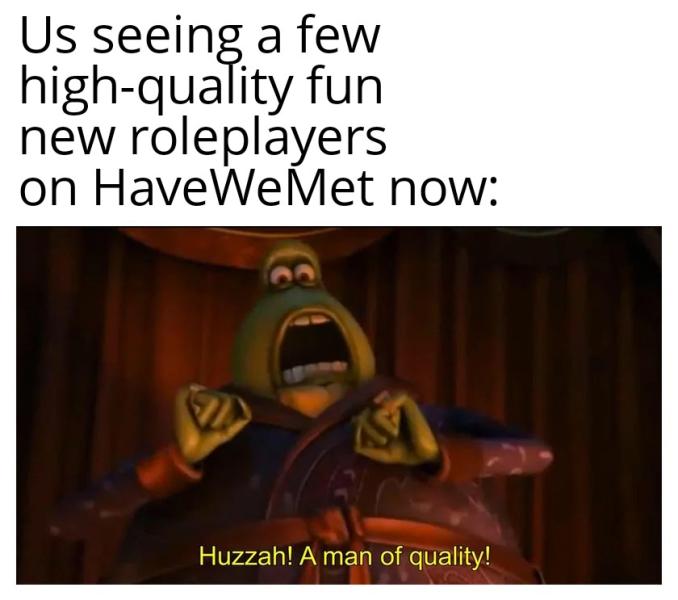 Us seeing a few
high-quality fun
new roleplayers
on HaveWeMet now:
Huzzah! A man of quality!